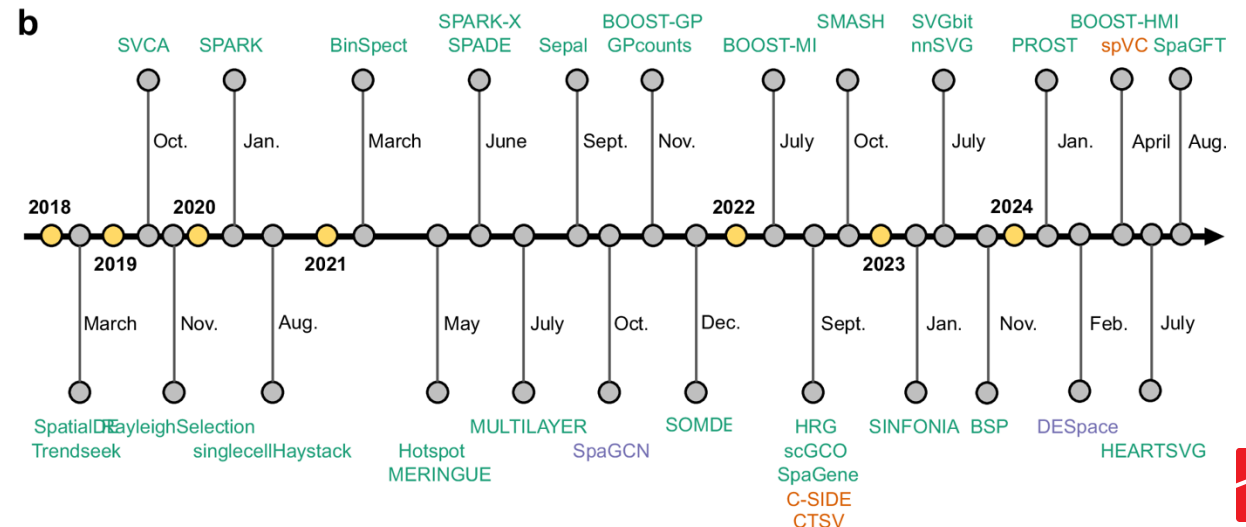 b
SPARK-X
BOOST-GP
SMASH
SVGbit
BOOST-HMI
SVCA
SPARK
BinSpect
SPADE
Sepal
GPcounts
BOOST-MI
nnSVG
PROST
spVC
SpaGFT
Oct.
Jan.
March
June
Sept.
Nov.
July
Oct.
July
Jan.
April
Aug.
2018
2020
2022
2024
2019
2021
2023
March
Nov.
Aug.
May
July
Oct.
Dec.
Sept.
Jan.
Nov.
Feb.
July
SpatialDE
RayleighSelection
MULTILAYER
SOMDE
HRG
SINFONIA
BSP
DESpace
Trendseek
singlecellHaystack
Hotspot
SpaGCN
scGCO
HEARTSVG
MERINGUE
SpaGene
C-SIDE
CTSV